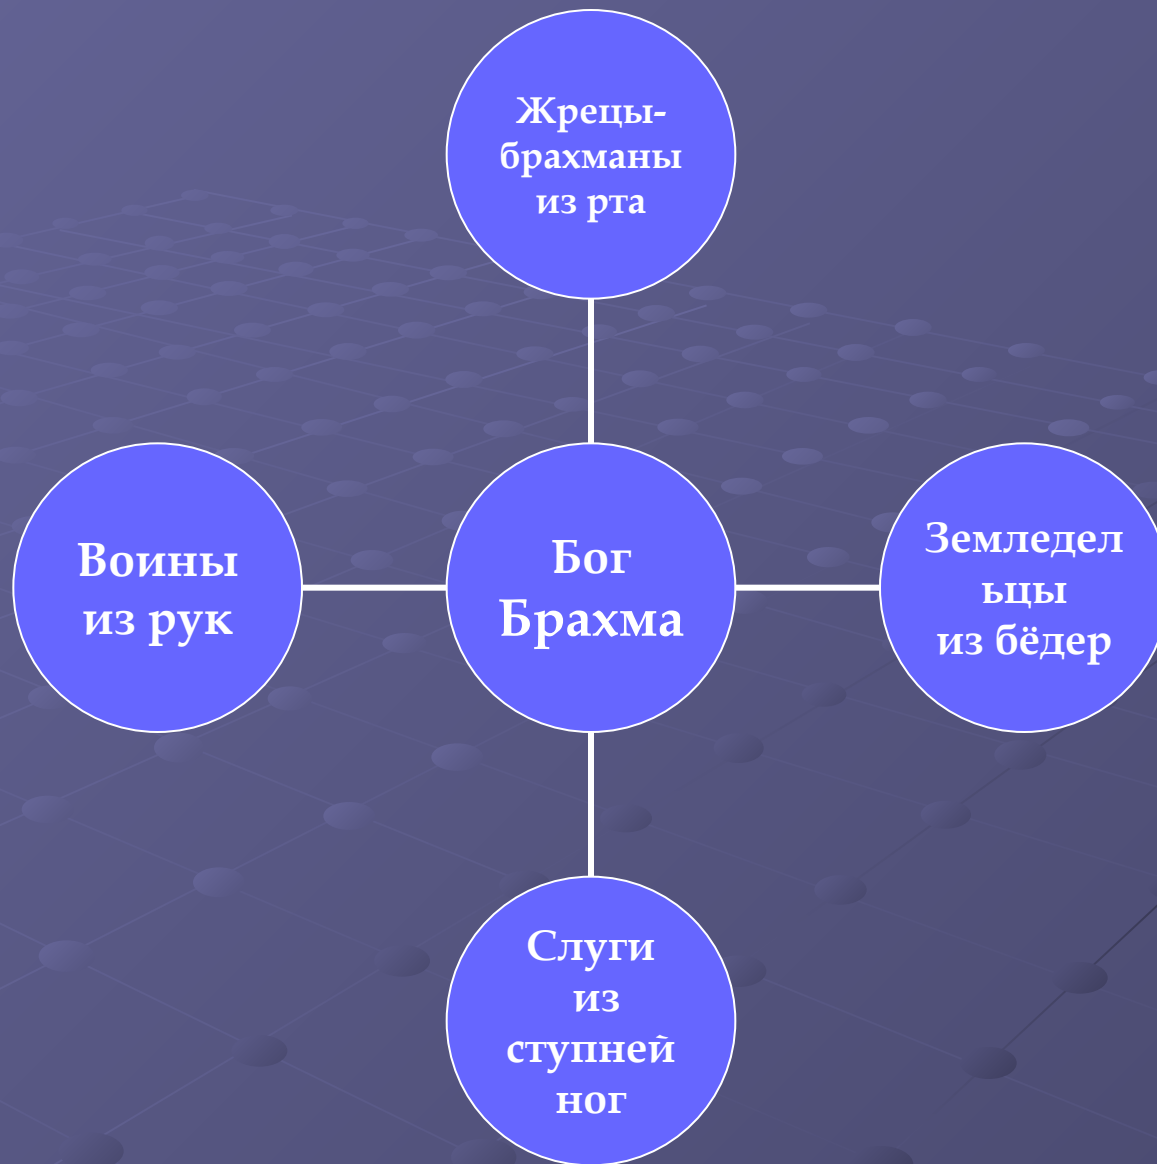 Жрецы-
брахманы
из рта
Воины
из рук
Бог
Брахма
Земледел
ьцы
из бёдер
Слуги
из
ступней
ног